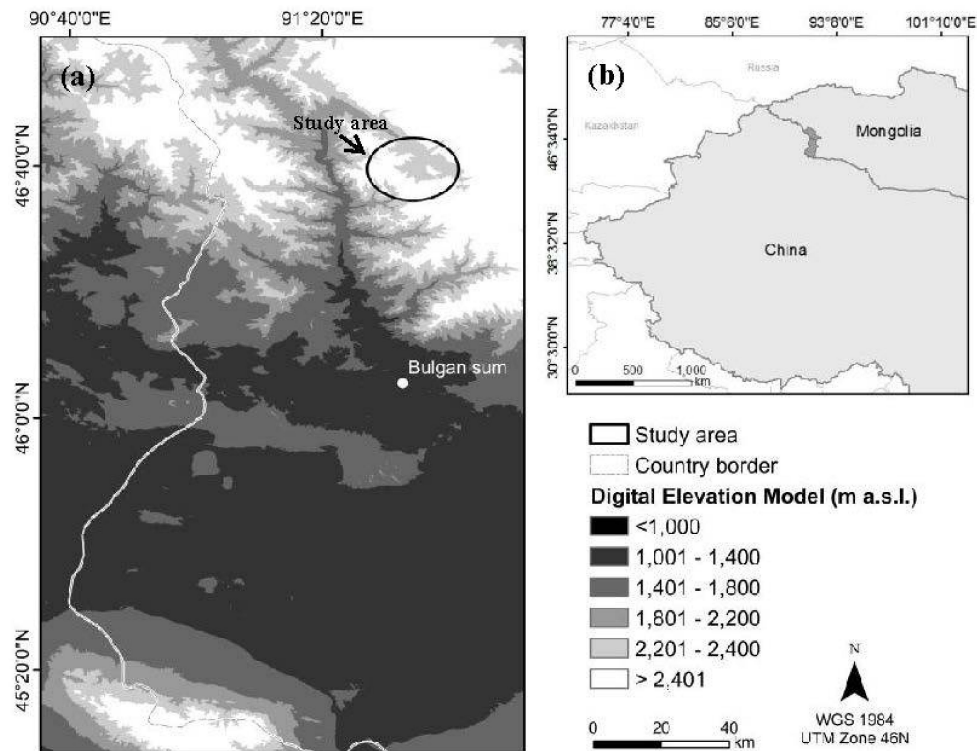 90°40'0"E
91°20'0"E
(a)
Study area
46°40'0"N
46°0'0"N
45°20'0"N
Bulgan sum
77°4'0"E
85°6'0"E
93°8'0"E
101°10'0"E
(b)
Russia
Kazakhstan
Mongolia
China
46°34'0"N
38°32'0"N
30°30'0"N
0 500 1,000
km
Study area
Country border
Digital Elevation Model (m a.s.l.)
<1,000
1,001 - 1,400
1,401 - 1,800
1,801 - 2,200
2,201 - 2,400
> 2,401
N
0 20 40
km
WGS 1984
UTM Zone 46N